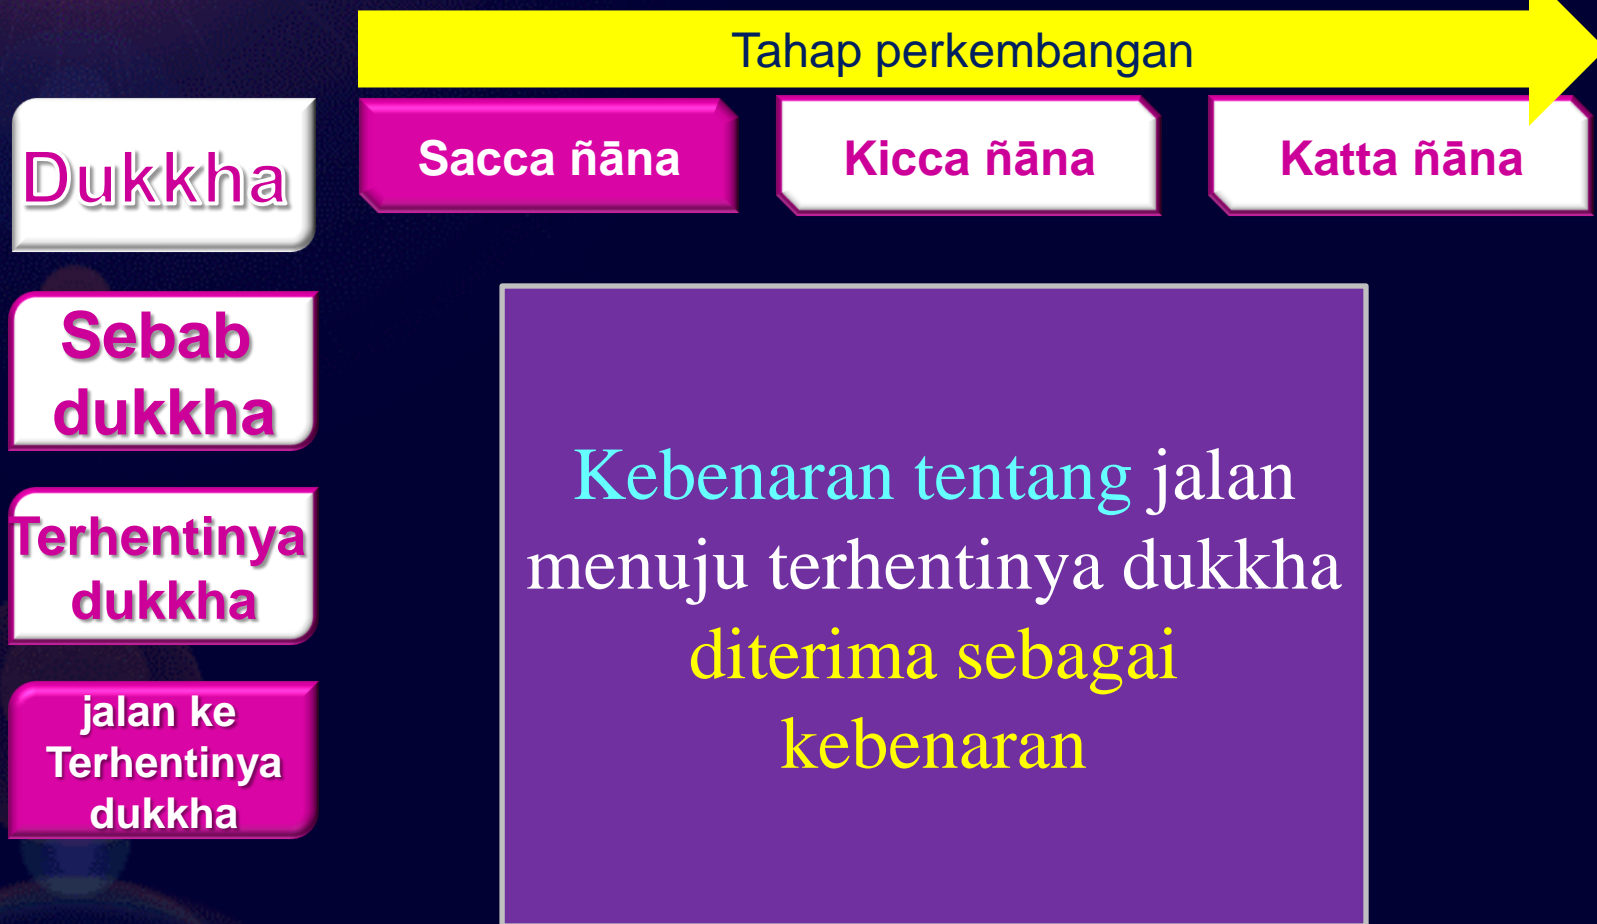 Tahap perkembangan
Sacca ñāna
Kicca ñāna
Katta ñāna
Dukkha
Sebab
dukkha
Terhentinya
dukkha
jalan ke
Terhentinya
dukkha
Kebenaran tentang jalan
menuju terhentinya dukkha
diterima sebagai
kebenaran